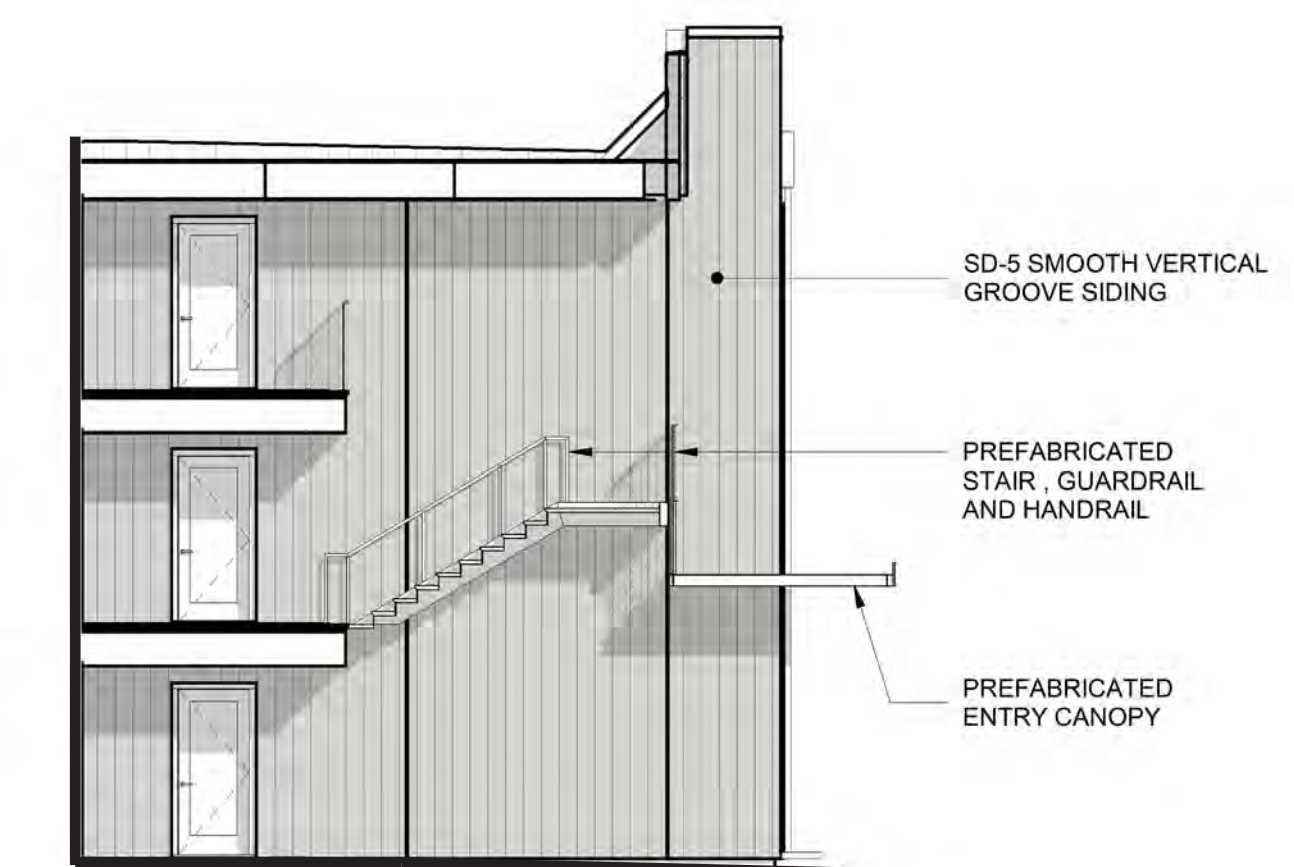 SD-5 SMOOTH VERTICAL
GROOVE SIDING
PREFABRICATED
STAIR , GUARDRAIL
AND HANDRAIL
PREFABRICATED
ENTRY CANOPY